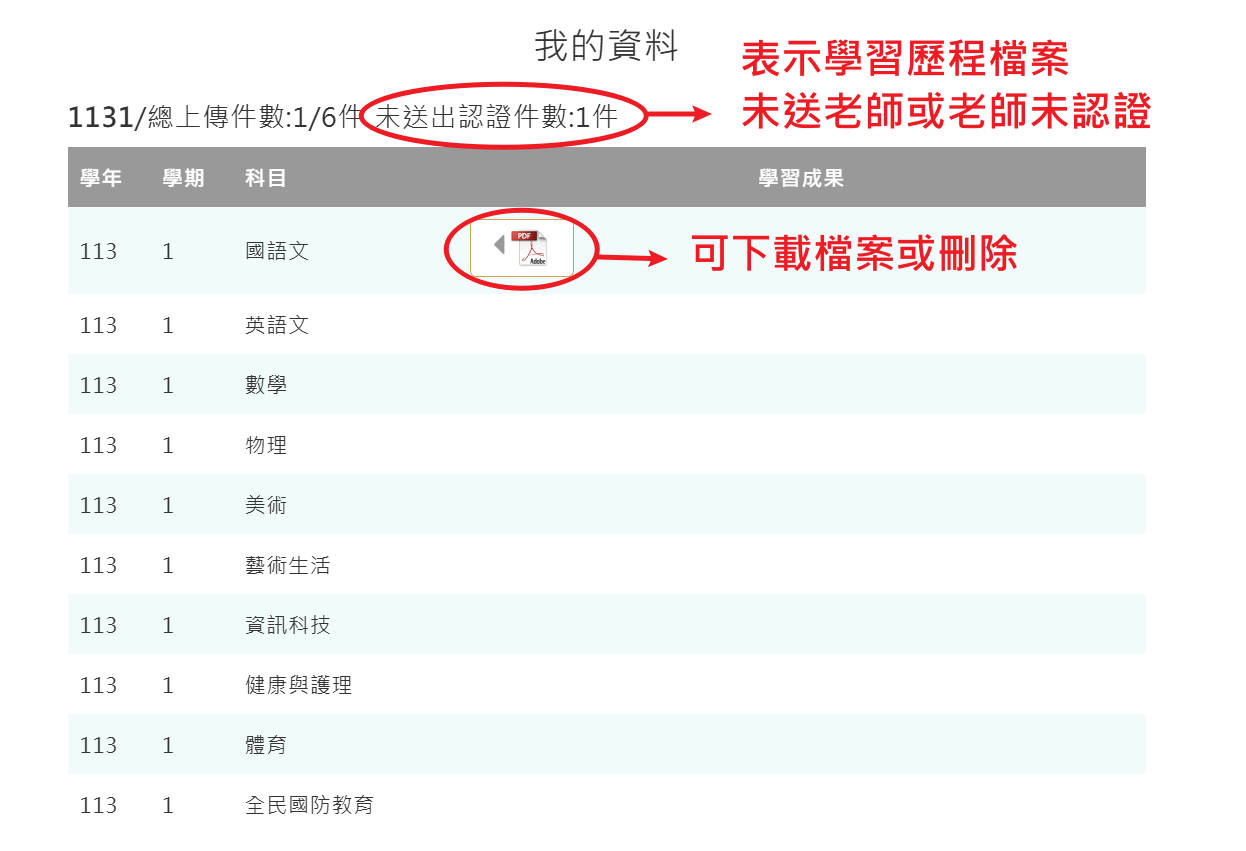 我的資料
表示學習歷程檔案
未送老師或老師未認證
1131/總上傳件數:1/6件 未送出認證件數:1件
學年 學期 科目 學習成果
113 1 國語文 PDF Adobe 可下載檔案或刪除
113 1 英語文
113 1 數學
113 1 物理
113 1 美術
113 1 藝術生活
113 1 資訊科技
113 1 健康與護理
113 1 體育
113 1 全民國防教育